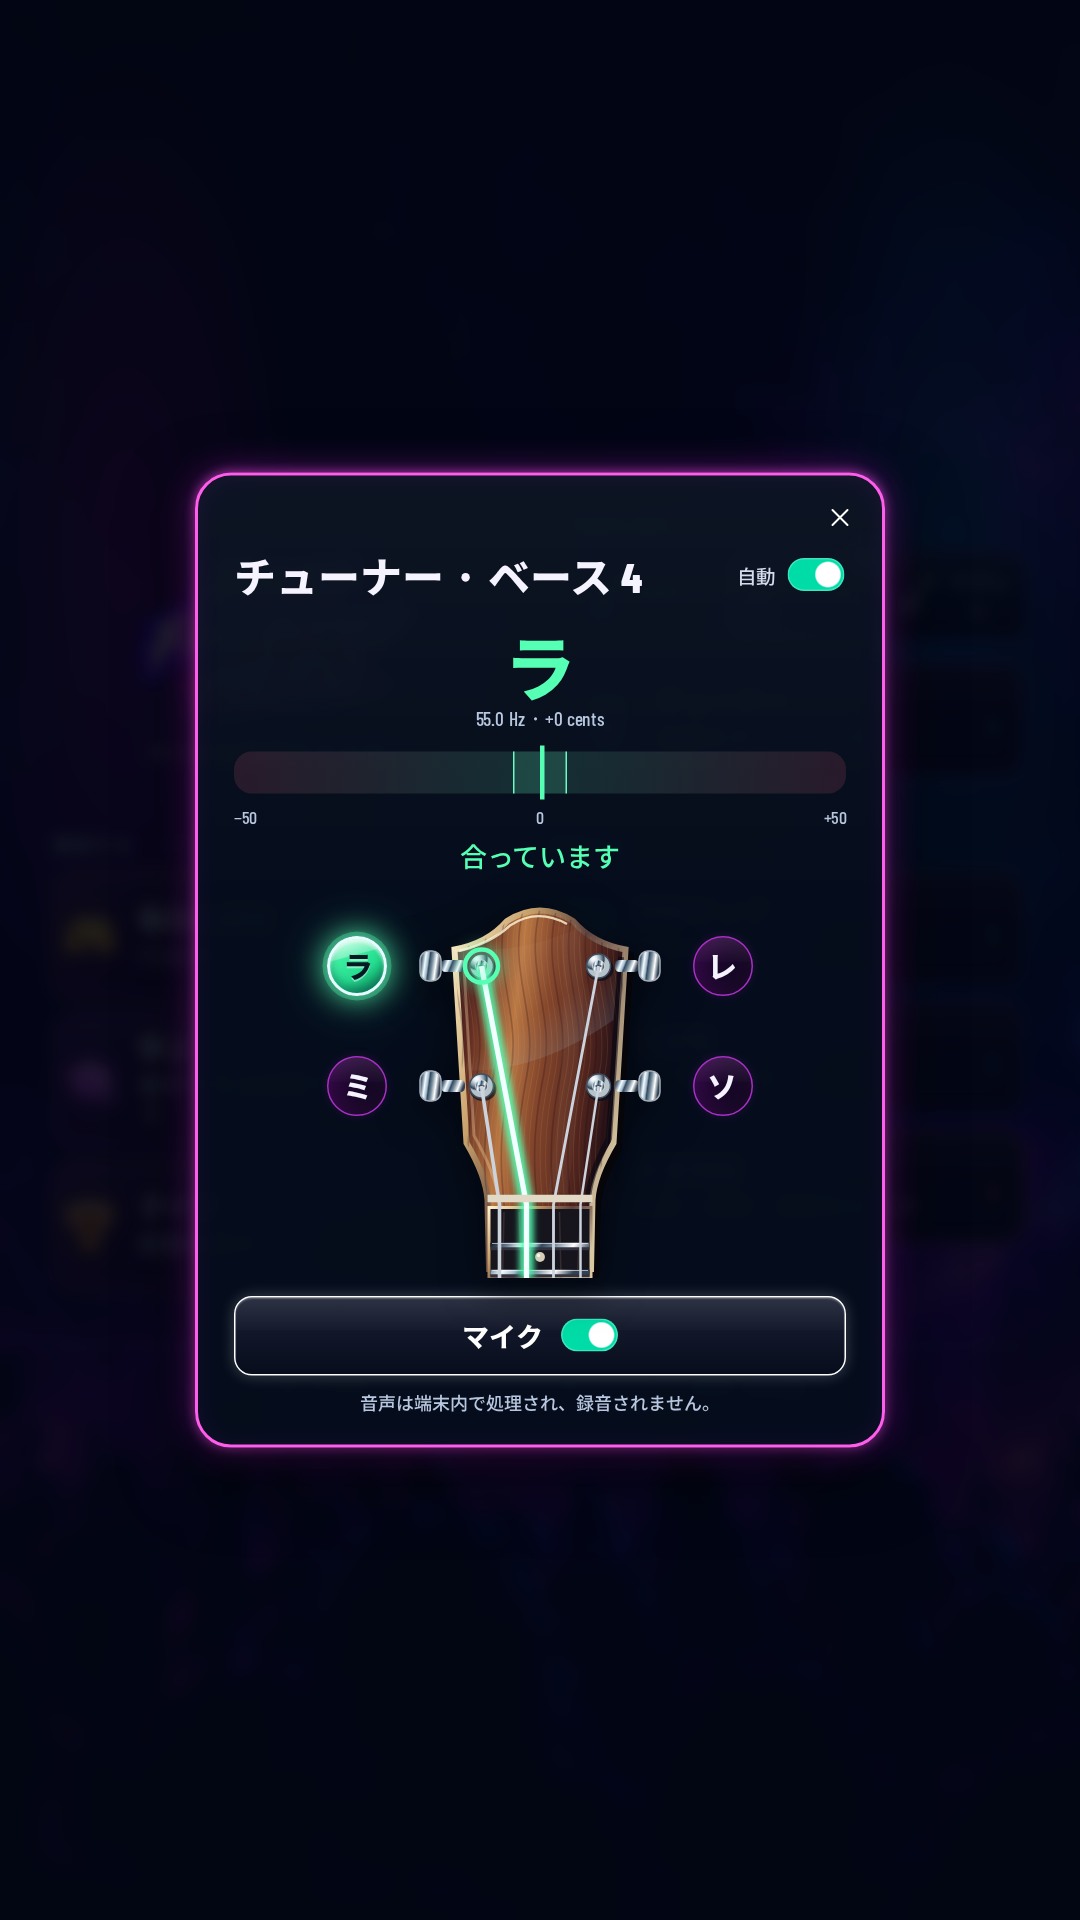 チューナー・ベース 4
自動
ラ
55.0 Hz · +0 cents
−50 0 +50
合っています
ラ レ
ミ ソ
マイク
音声は端末内で処理され、録音されません。